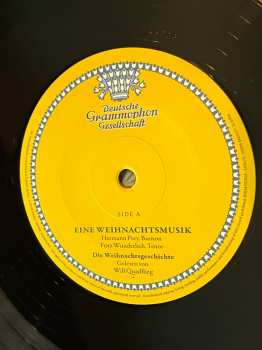 Deutsche
Grammophon
Gesellschaft
SIDE A
EINE WEIHNACHTSMUSIK
Hermann Prey, Bariton
Fritz Wunderlich, Tenor
Die Weihnachtsgeschichte
Gelesen von
Will Quadflieg